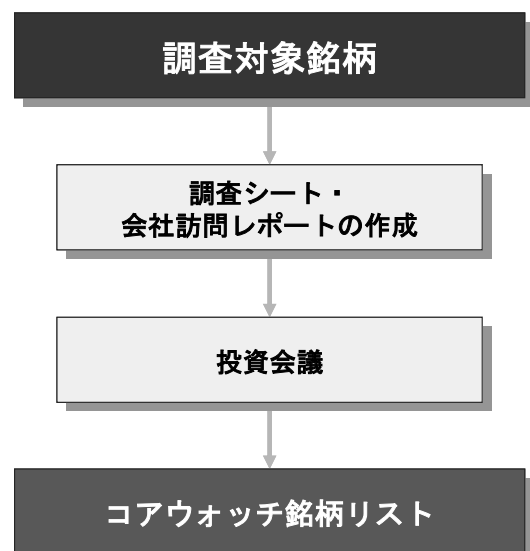 調査対象銘柄
調査シート・
会社訪問レポートの作成
投資会議
コアウォッチ銘柄リスト